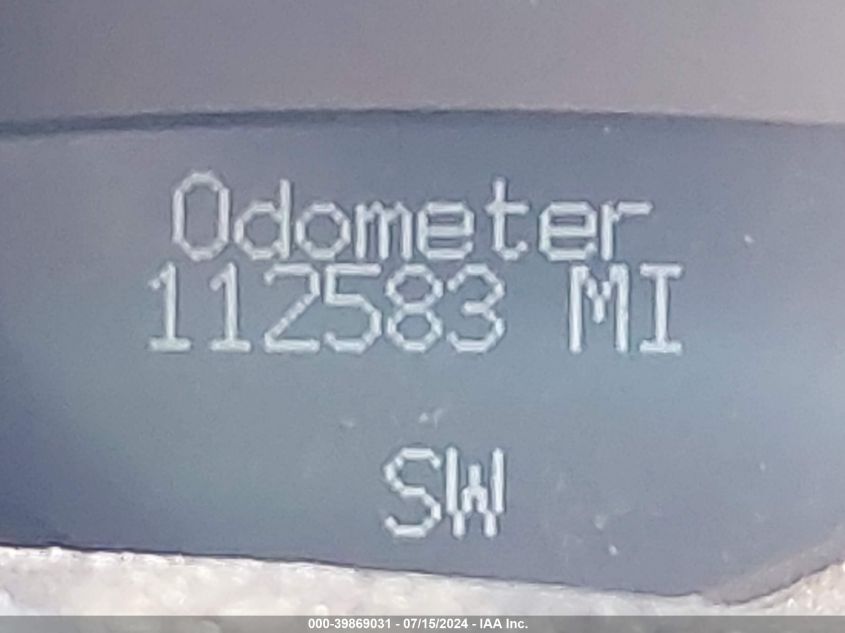 Odometer
112583 MI
SW
000-39869031 - 07/15/2024 - IAA Inc.